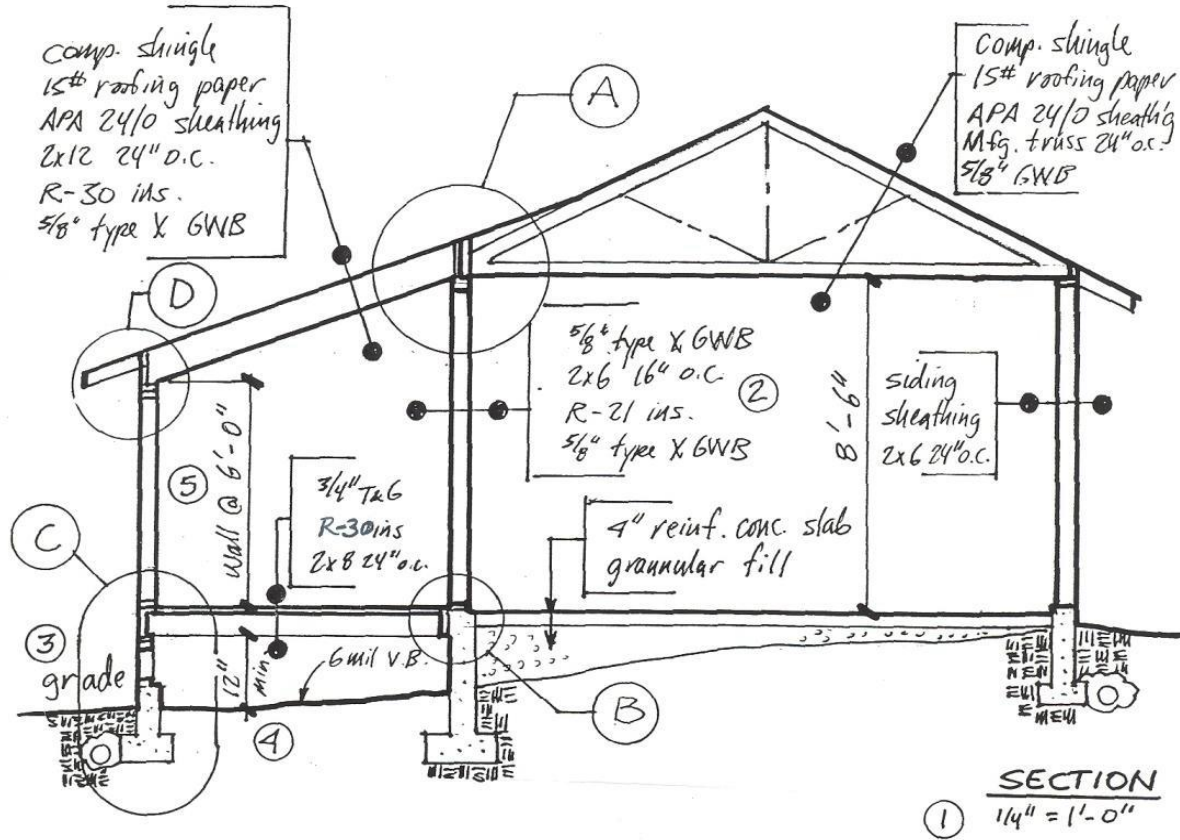 comp. shingle
15# roofing paper
APA 24/0 sheathing
2x12 24" O.C.
R-30 ins.
5/8" type X GWB
A
comp. shingle
15# roofing paper
APA 24/0 sheath'g
Mfg. truss 24" o.c.
5/8" GWB
D
5/8" type X GWB
2x6 16" o.c.
R-21 ins.
5/8" type X GWB
2
8'-6"
siding
sheathing
2x6 24" o.c.
5
Wall @ 6'-0"
3/4" T&G
R-30 ins
2x8 24" o.c.
4" reinf. conc. slab
grannular fill
C
3
grade
12"
min
6 mil V.B.
4
B
SECTION
1
1/4" = 1'-0"